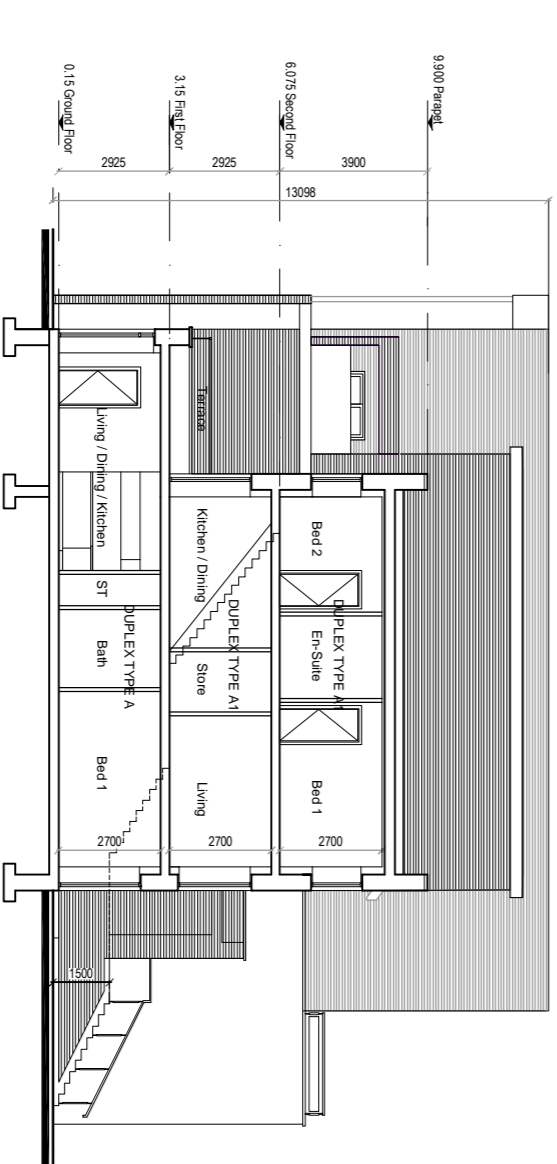 9.900 Parapet
6.075 Second Floor
3.15 First Floor
0.15 Ground Floor
3900
2925
2925
13098
Bed 2
DUPLEX TYPE A1
En-Suite
Bed 1
2700
Terrace
Kitchen / Dining
DUPLEX TYPE A1
Store
Living
2700
Living / Dining / Kitchen
ST
DUPLEX TYPE A
Bath
Bed 1
2700
1500